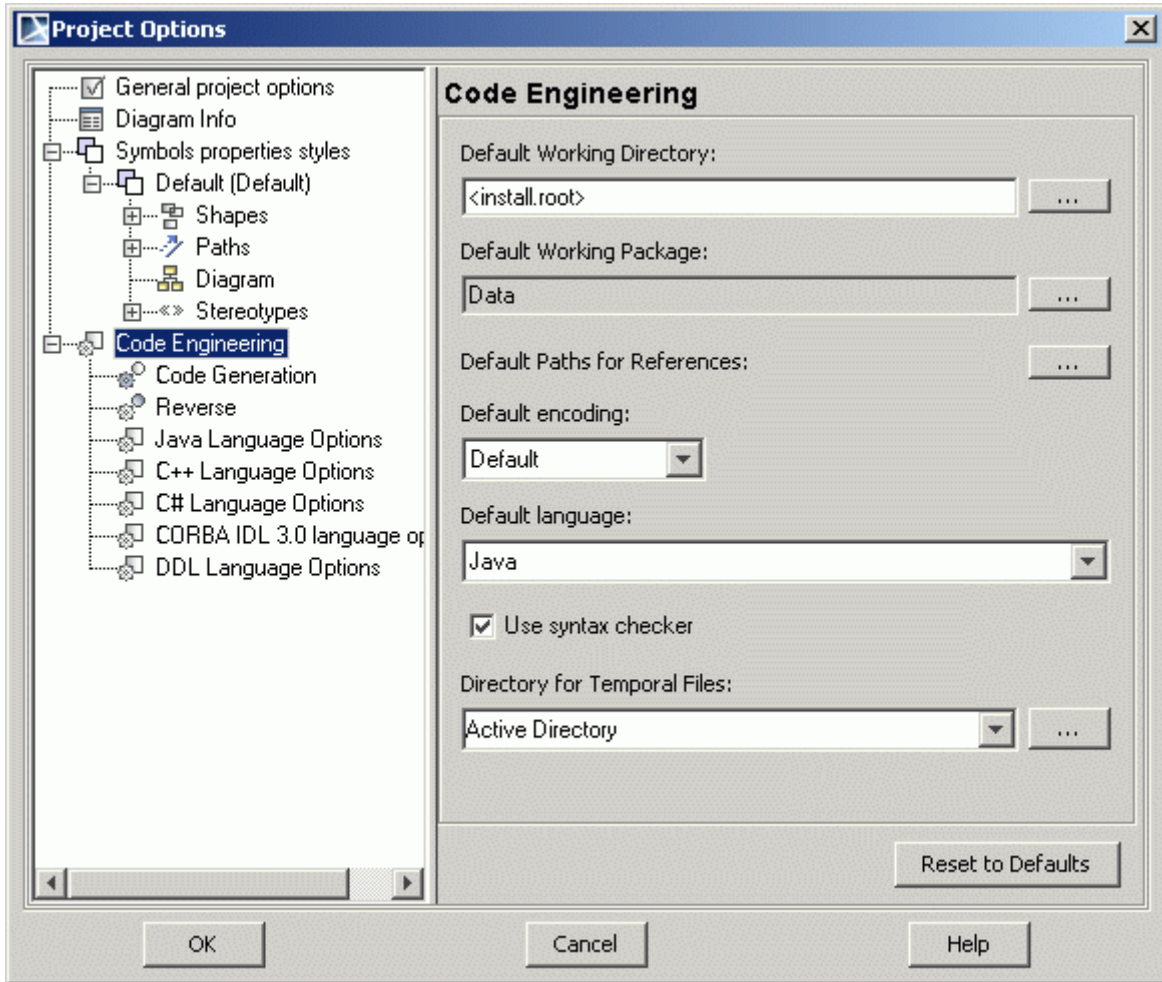 Project Options
General project options
Diagram Info
Symbols properties styles
Default (Default)
Shapes
Paths
Diagram
Stereotypes
Code Engineering
Code Generation
Reverse
Java Language Options
C++ Language Options
C# Language Options
CORBA IDL 3.0 language op
DDL Language Options
Code Engineering
Default Working Directory:
<install.root>
...
Default Working Package:
Data
...
Default Paths for References:
...
Default encoding:
Default
Default language:
Java
Use syntax checker
Directory for Temporal Files:
Active Directory
...
Reset to Defaults
OK
Cancel
Help